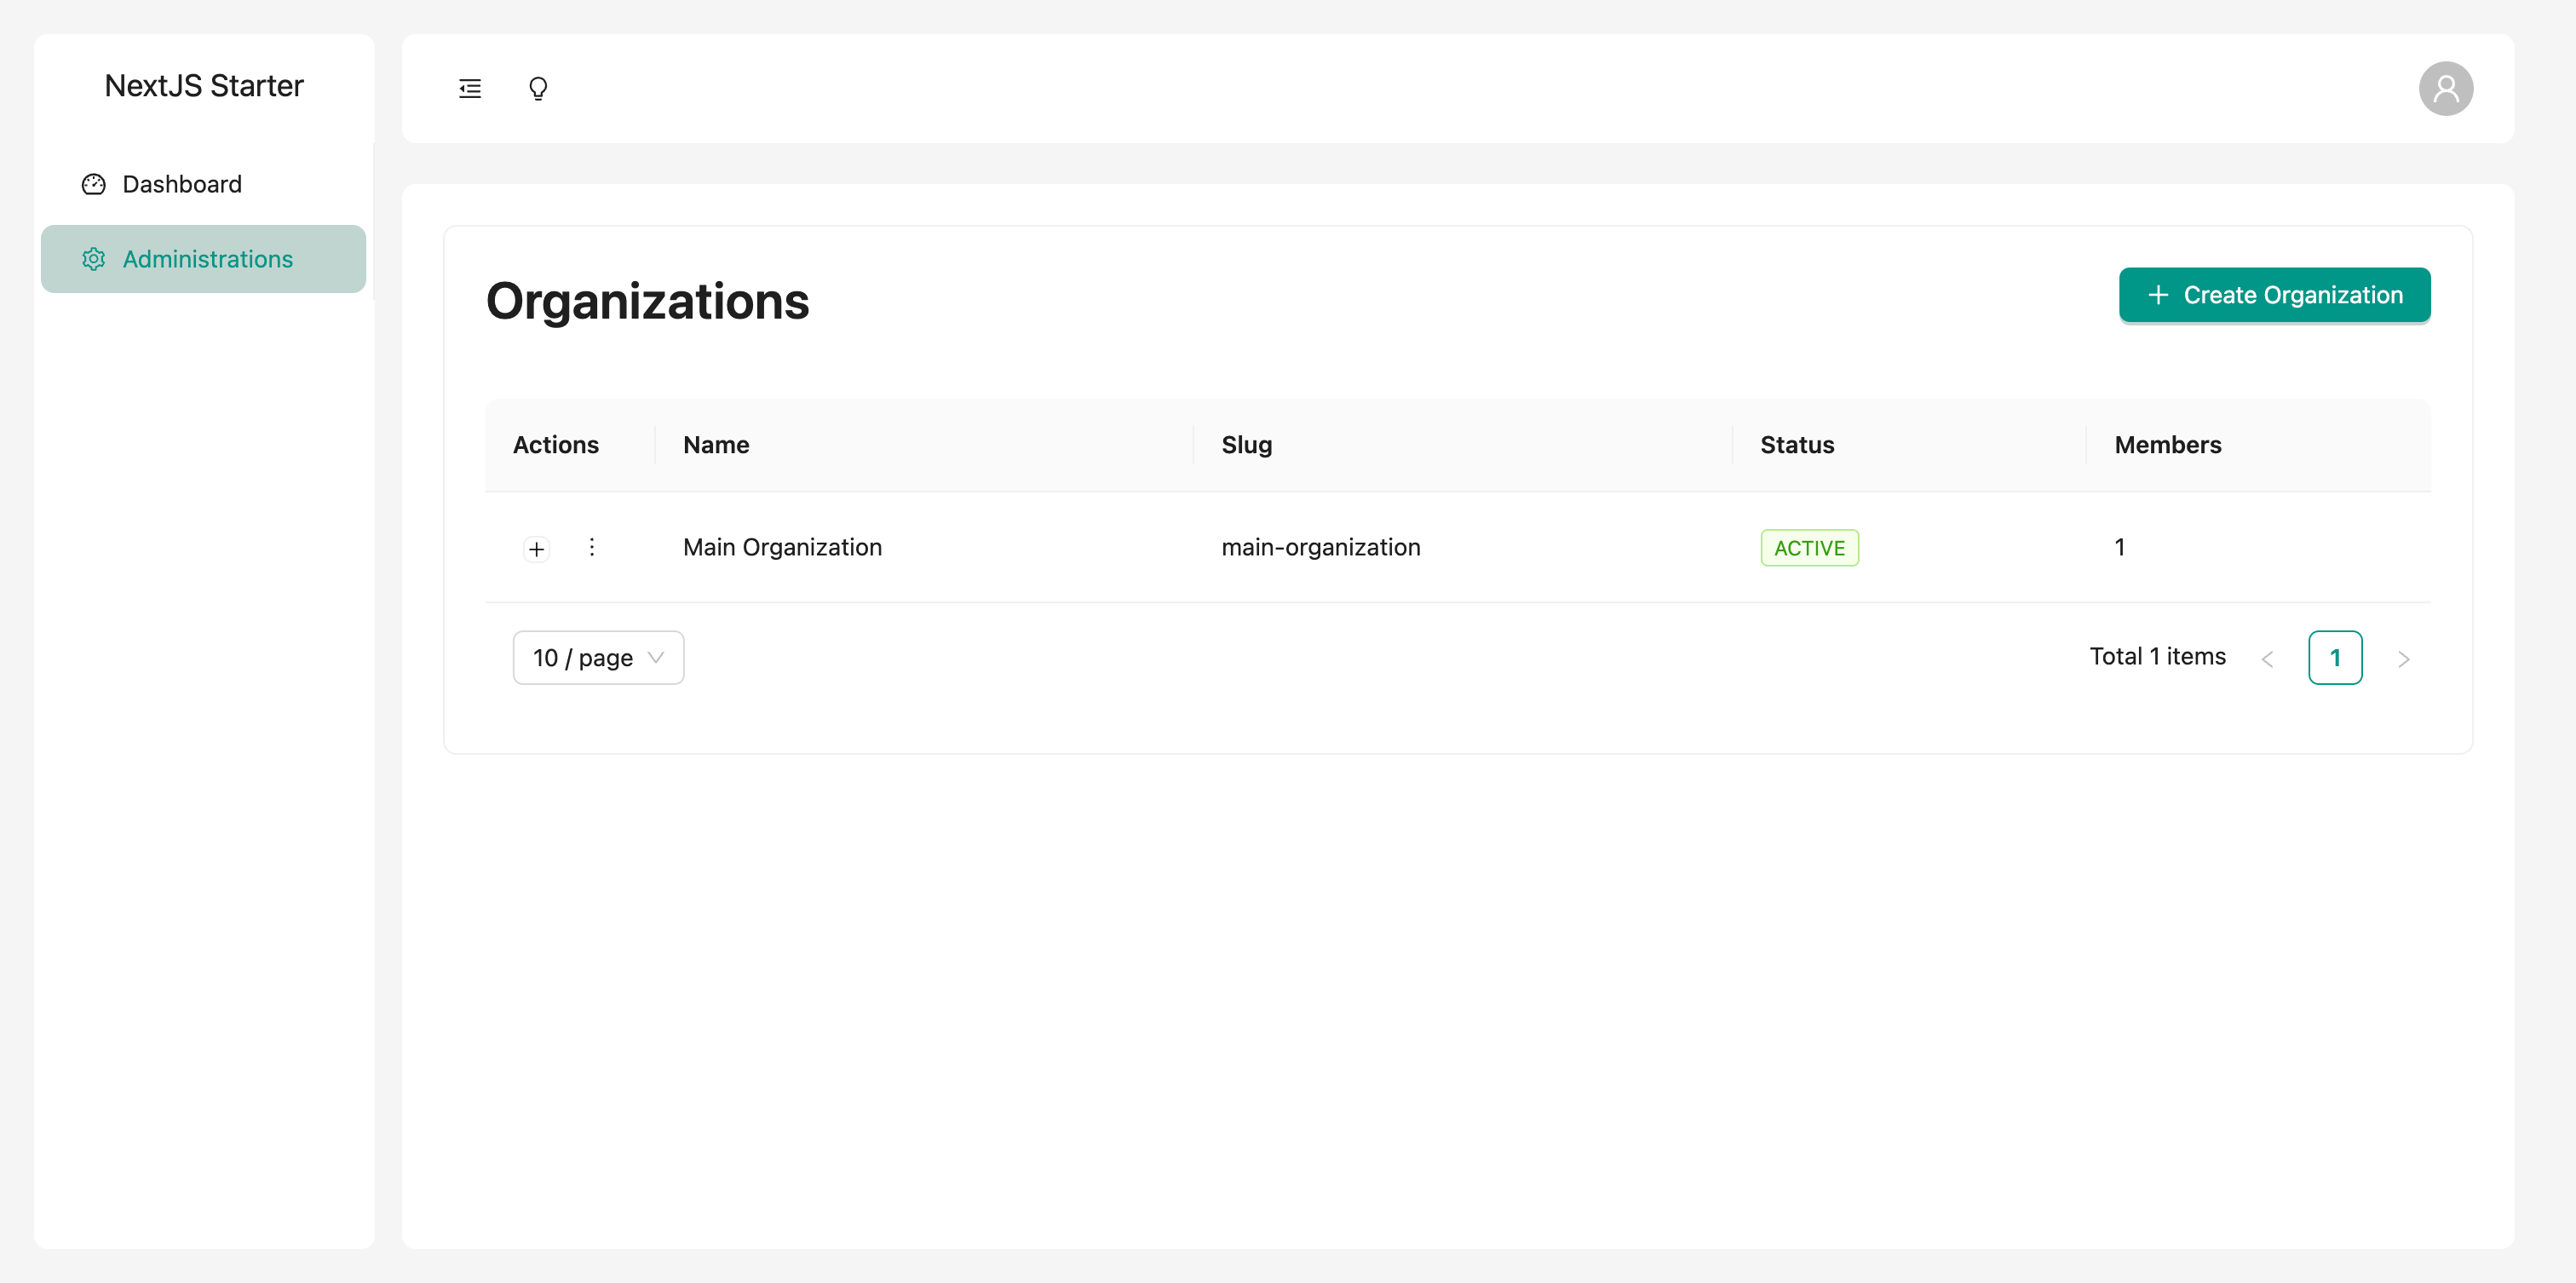 NextJS Starter
Dashboard
Administrations
Organizations
Create Organization
Actions Name Slug Status Members
Main Organization main-organization ACTIVE 1
10 / page Total 1 items 1